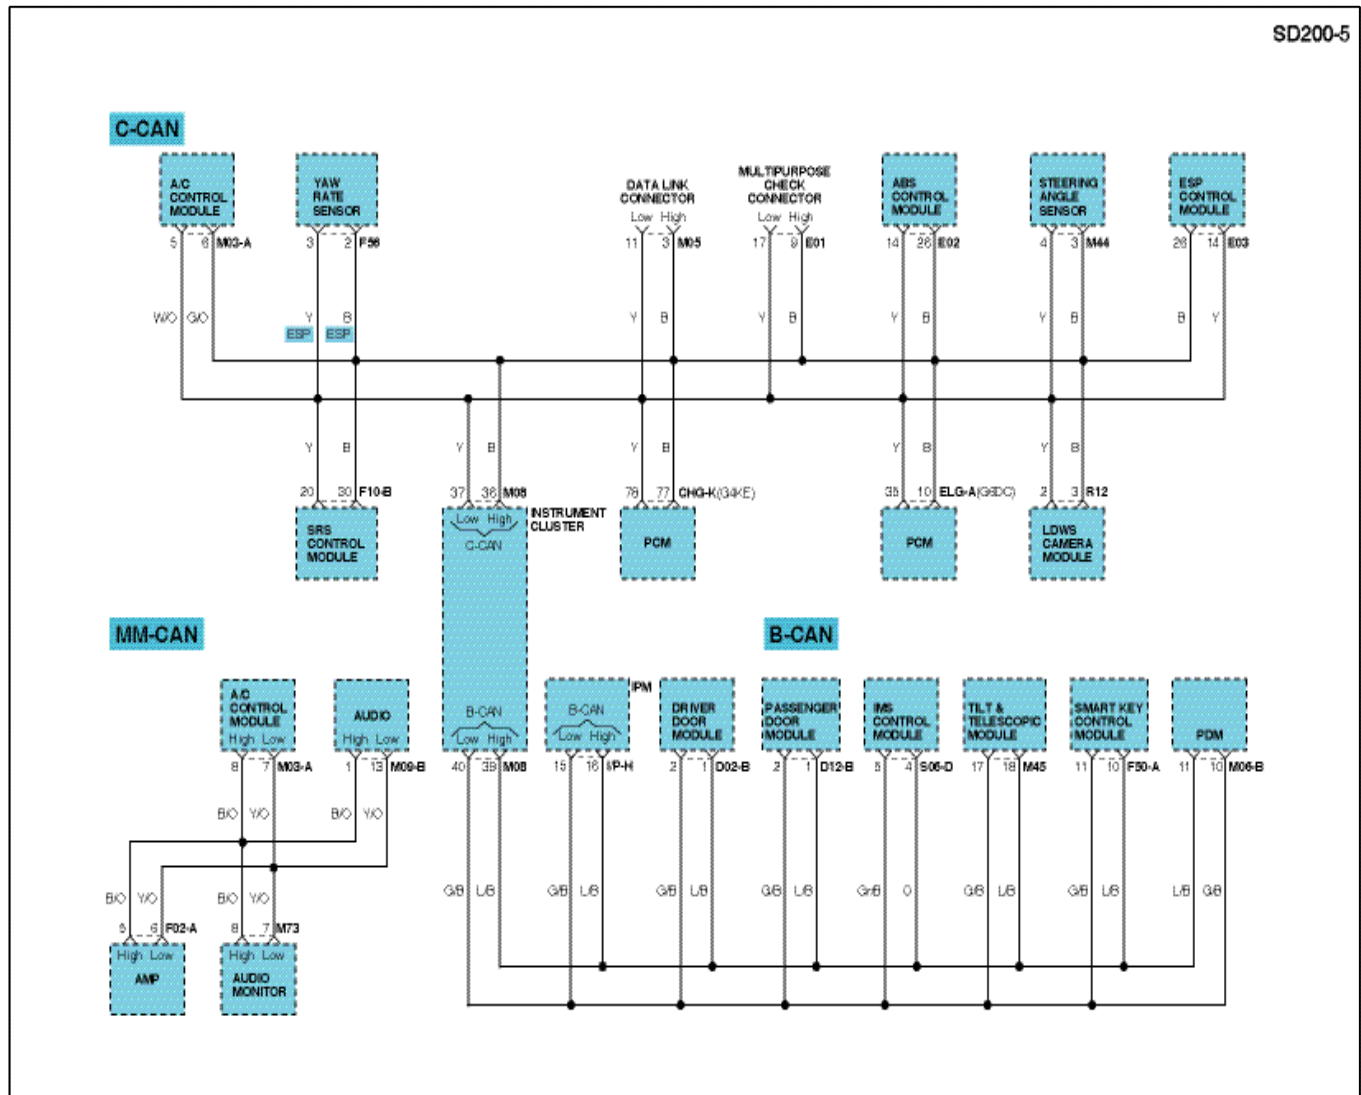 SD200-5
C-CAN
A/C
CONTROL
MODULE
YAW
RATE
SENSOR
DATA LINK
CONNECTOR
Low High
MULTIPURPOSE
CHECK
CONNECTOR
Low High
ABS
CONTROL
MODULE
STEERING
ANGLE
SENSOR
ESP
CONTROL
MODULE
5 6 M03-A
3 2 F56
11 3 M05
17 9 E01
14 26 E02
4 3 M44
26 14 E03
W/O G/O
Y B
ESP ESP
Y B
Y B
Y B
Y B
B Y
Y B
Y B
Y B
Y B
Y B
20 30 F10-B
37 36 M08
78 77 CHG-K(G4KE)
35 10 ELG-A(G6DC)
2 3 R12
SRS
CONTROL
MODULE
Low High
C-CAN
INSTRUMENT
CLUSTER
PCM
PCM
LDWS
CAMERA
MODULE
MM-CAN
B-CAN
A/C
CONTROL
MODULE
High Low
AUDIO
High Low
B-CAN
Low High
IPM
B-CAN
Low High
DRIVER
DOOR
MODULE
PASSENGER
DOOR
MODULE
IMS
CONTROL
MODULE
TILT &
TELESCOPIC
MODULE
SMART KEY
CONTROL
MODULE
PDM
8 7 M03-A
1 13 M09-B
40 39 M08
15 16 I/P-H
2 1 D02-B
2 1 D12-B
5 4 S06-D
17 18 M45
11 10 F50-A
11 10 M06-B
B/O Y/O
B/O Y/O
B/O Y/O
B/O Y/O
G/B L/B
G/B L/B
G/B L/B
G/B L/B
Gr/B O
G/B L/B
G/B L/B
L/B G/B
5 6 F02-A
8 7 M73
High Low
AMP
High Low
AUDIO
MONITOR